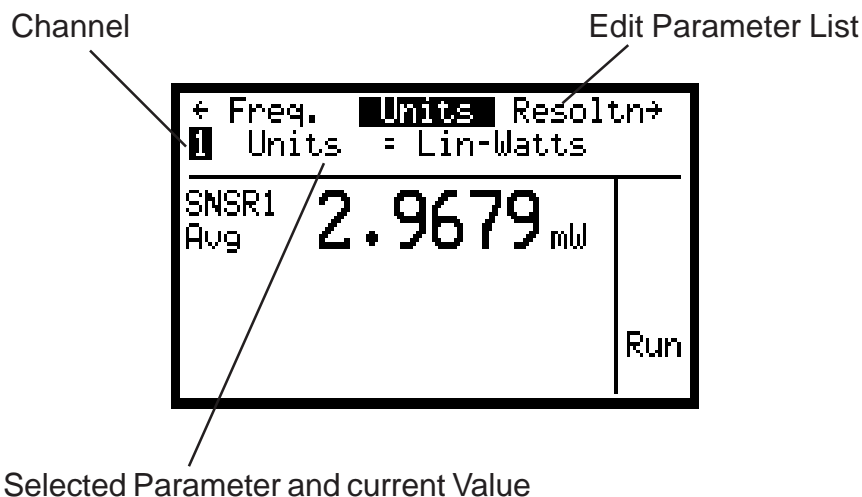 Channel
Edit Parameter List
← Freq. Units Resoltn→
1 Units = Lin-Watts
SNSR1
Avg
2.9679 mW
Run
Selected Parameter and current Value